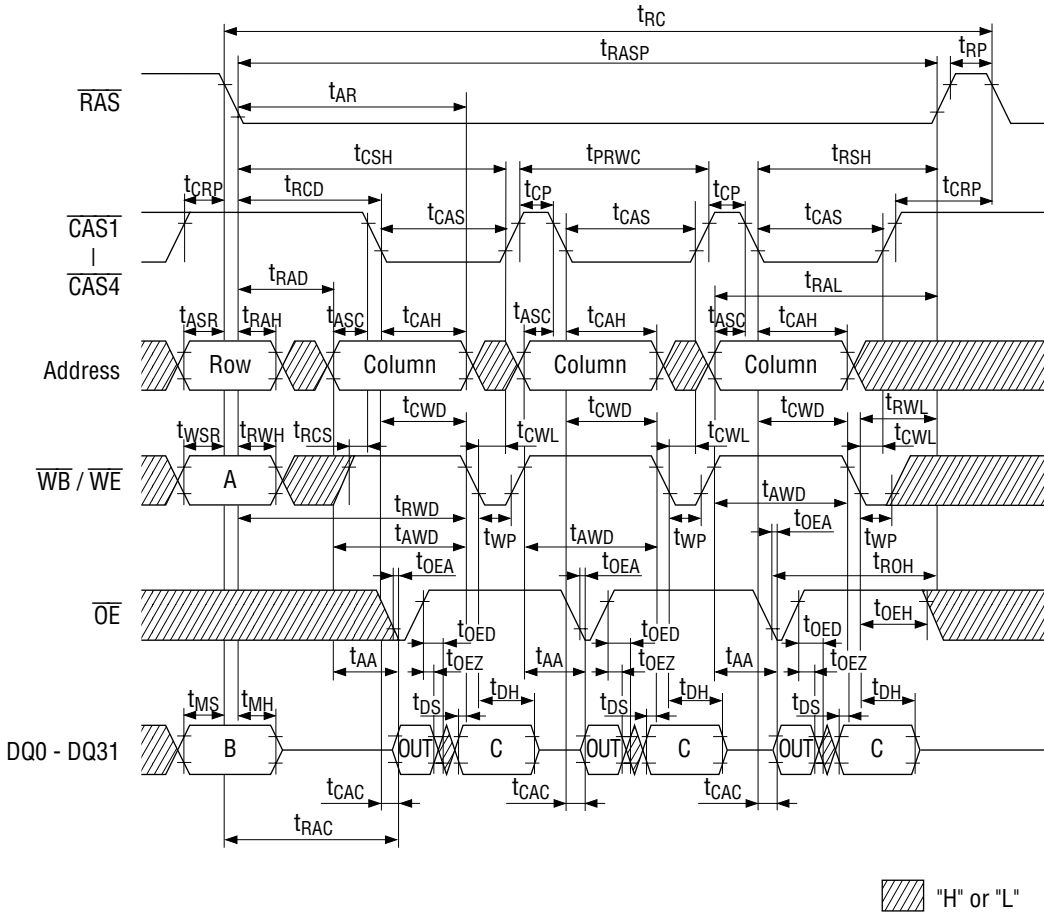 tRC
tRASP
tRP
tAR
RAS
tCSH
tPRWC
tRSH
tCRP
tRCD
tCP
tCP
tCRP
tCAS
tCAS
tCAS
CAS1
|
CAS4
tRAD
tRAL
tASR
tRAH
tASC
tCAH
tASC
tCAH
tASC
tCAH
Address
Row
Column
Column
Column
tCWD
tCWD
tCWD
tRWL
tWSR
tRWH
tRCS
tCWL
tCWL
tCWL
WB / WE
A
tRWD
tAWD
tAWD
tAWD
tWP
tWP
tWP
tOEA
tOEA
tOEA
tROH
OE
tOEH
tOED
tOED
tOED
tAA
tOEZ
tAA
tOEZ
tAA
tOEZ
tMS
tMH
tDS
tDH
tDS
tDH
tDS
tDH
DQ0 - DQ31
B
OUT
C
OUT
C
OUT
C
tCAC
tCAC
tCAC
tRAC
"H" or "L"